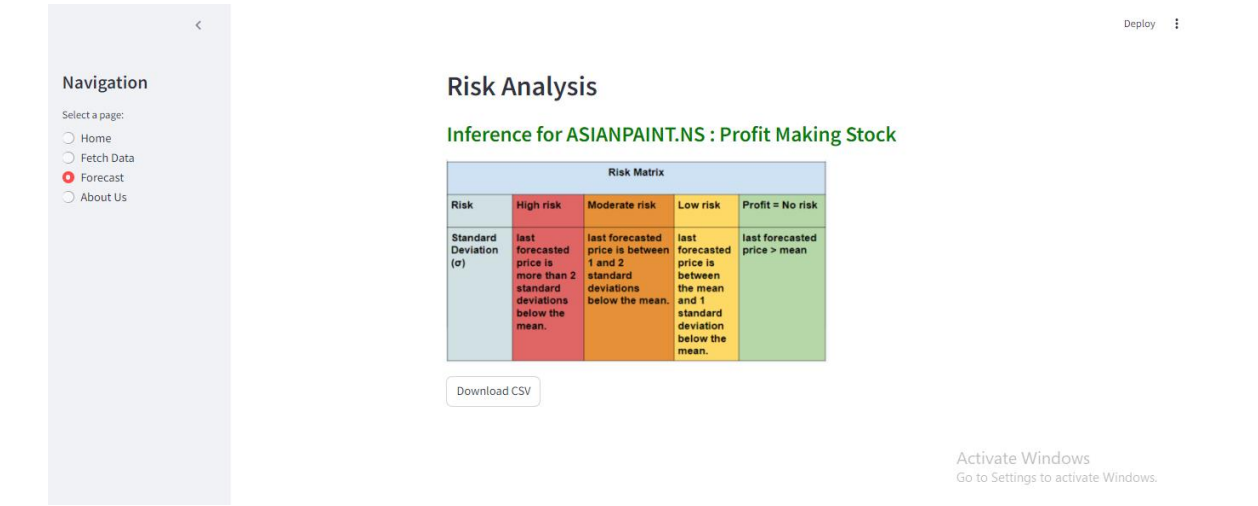 Deploy
Navigation
Select a page:
Home
Fetch Data
Forecast
About Us
Risk Analysis
Inference for ASIANPAINT.NS : Profit Making Stock
Risk Matrix
Risk
High risk
Moderate risk
Low risk
Profit = No risk
Standard
Deviation
(σ)
last
forecasted
price is
more than 2
standard
deviations
below the
mean.
last forecasted
price is between
1 and 2
standard
deviations
below the mean.
last
forecasted
price is
between
the mean
and 1
standard
deviation
below the
mean.
last forecasted
price > mean
Download CSV
Activate Windows
Go to Settings to activate Windows.